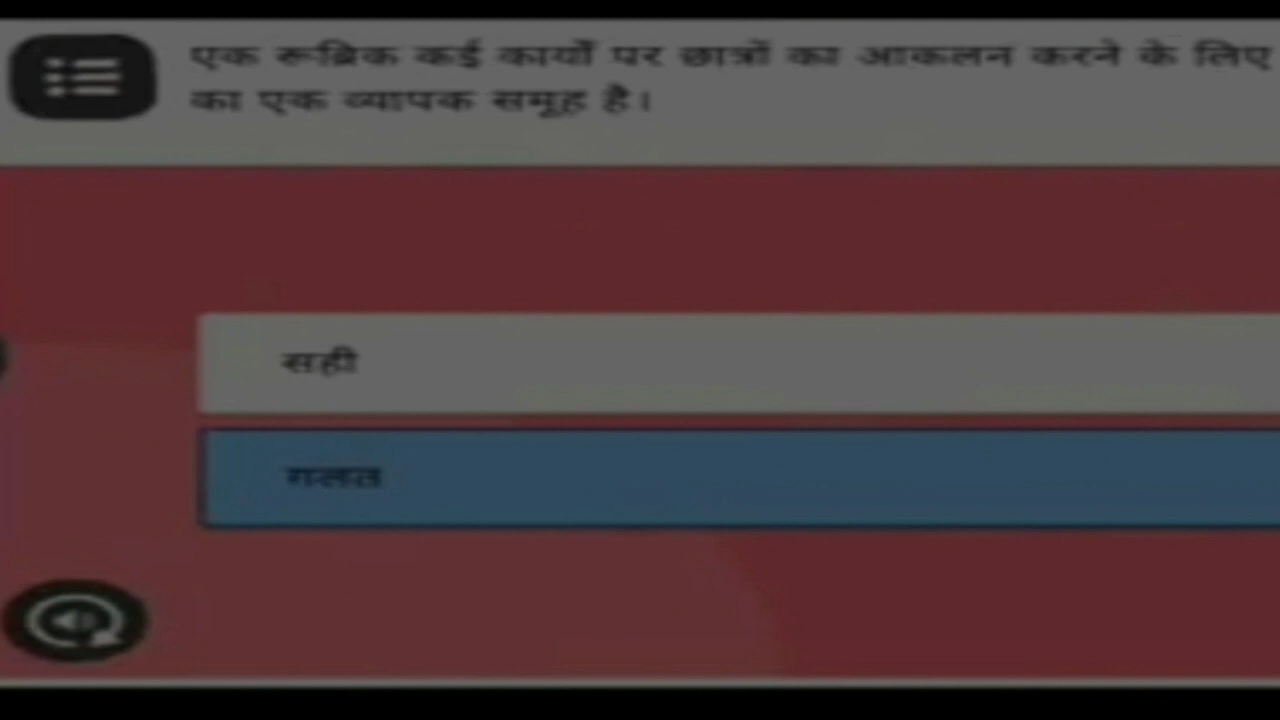 एक रूब्रिक कई कार्यों पर छात्रों का आकलन करने के लिए
का एक व्यापक समूह है।
सही
गलत